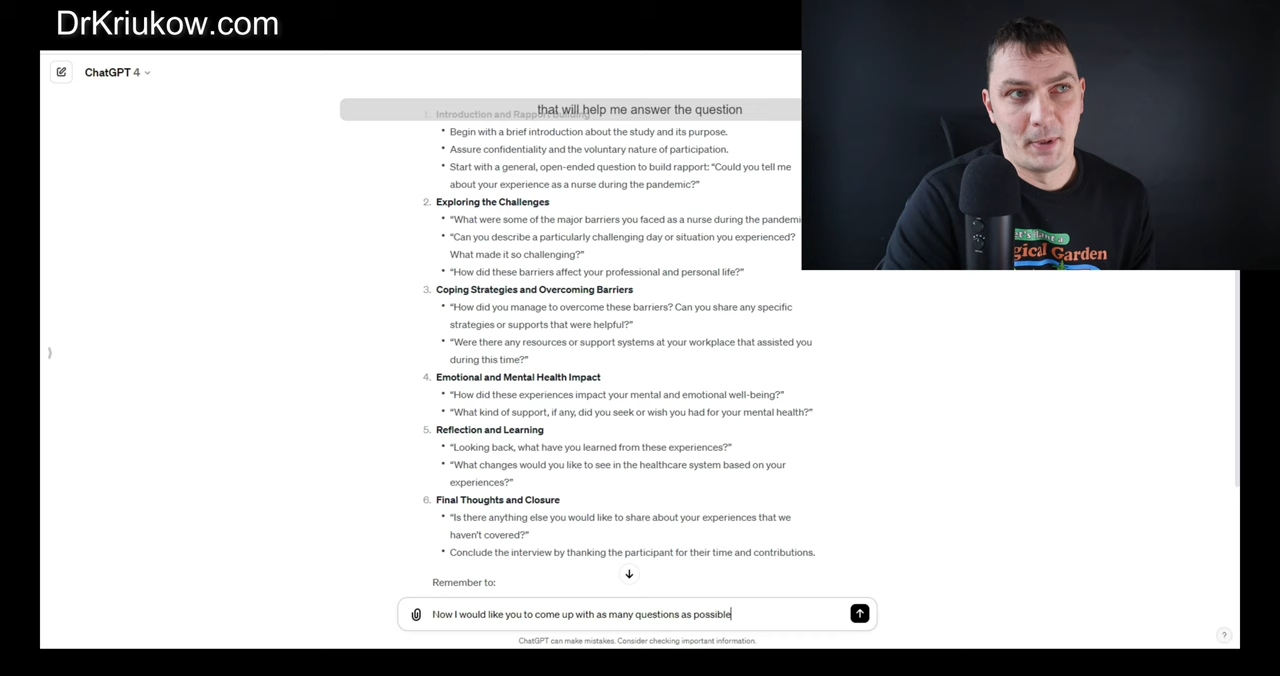 DrKriukow.com
ChatGPT 4
that will help me answer the question
1. Introduction and Rapport Building
• Begin with a brief introduction about the study and its purpose.
• Assure confidentiality and the voluntary nature of participation.
• Start with a general, open-ended question to build rapport: “Could you tell me
about your experience as a nurse during the pandemic?”
2. Exploring the Challenges
• “What were some of the major barriers you faced as a nurse during the pandemi
• “Can you describe a particularly challenging day or situation you experienced?
What made it so challenging?”
• “How did these barriers affect your professional and personal life?”
3. Coping Strategies and Overcoming Barriers
• “How did you manage to overcome these barriers? Can you share any specific
strategies or supports that were helpful?”
• “Were there any resources or support systems at your workplace that assisted you
during this time?”
4. Emotional and Mental Health Impact
• “How did these experiences impact your mental and emotional well-being?”
• “What kind of support, if any, did you seek or wish you had for your mental health?”
5. Reflection and Learning
• “Looking back, what have you learned from these experiences?”
• “What changes would you like to see in the healthcare system based on your
experiences?”
6. Final Thoughts and Closure
• “Is there anything else you would like to share about your experiences that we
haven’t covered?”
• Conclude the interview by thanking the participant for their time and contributions.
Remember to:
Now I would like you to come up with as many questions as possible
ChatGPT can make mistakes. Consider checking important information.
?
gical Garden